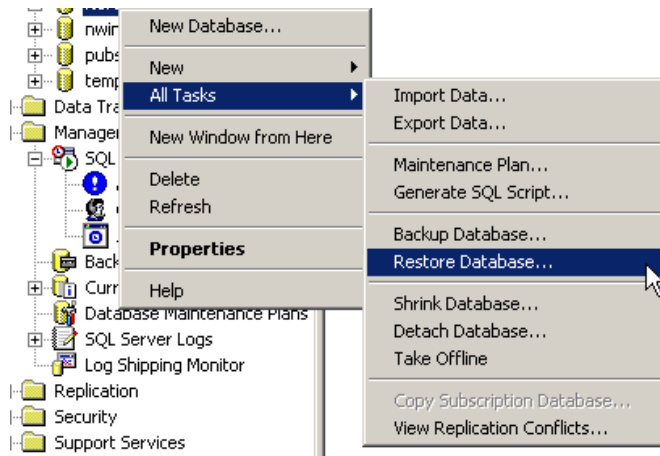 nwin
pubs
temp
Data Tra
Manager
SQL
Back
Curr
Database Maintenance Plans
SQL Server Logs
Log Shipping Monitor
Replication
Security
Support Services
New Database...
New
All Tasks
New Window from Here
Delete
Refresh
Properties
Help
Import Data...
Export Data...
Maintenance Plan...
Generate SQL Script...
Backup Database...
Restore Database...
Shrink Database...
Detach Database...
Take Offline
Copy Subscription Database...
View Replication Conflicts...